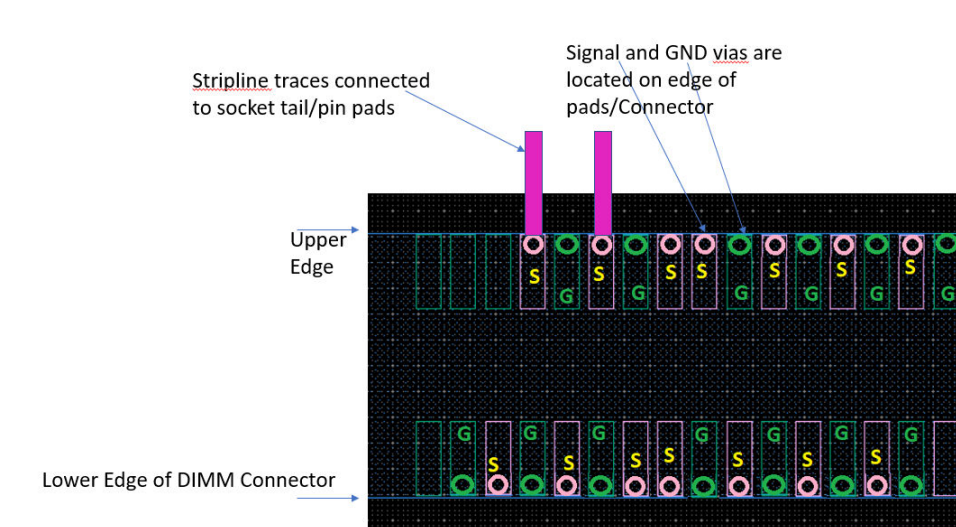 Signal and GND vias are
located on edge of
pads/Connector
Stripline traces connected
to socket tail/pin pads
Upper
Edge
S G S G S S G S G S G S G
G S G S G S S G S G S G S G
Lower Edge of DIMM Connector